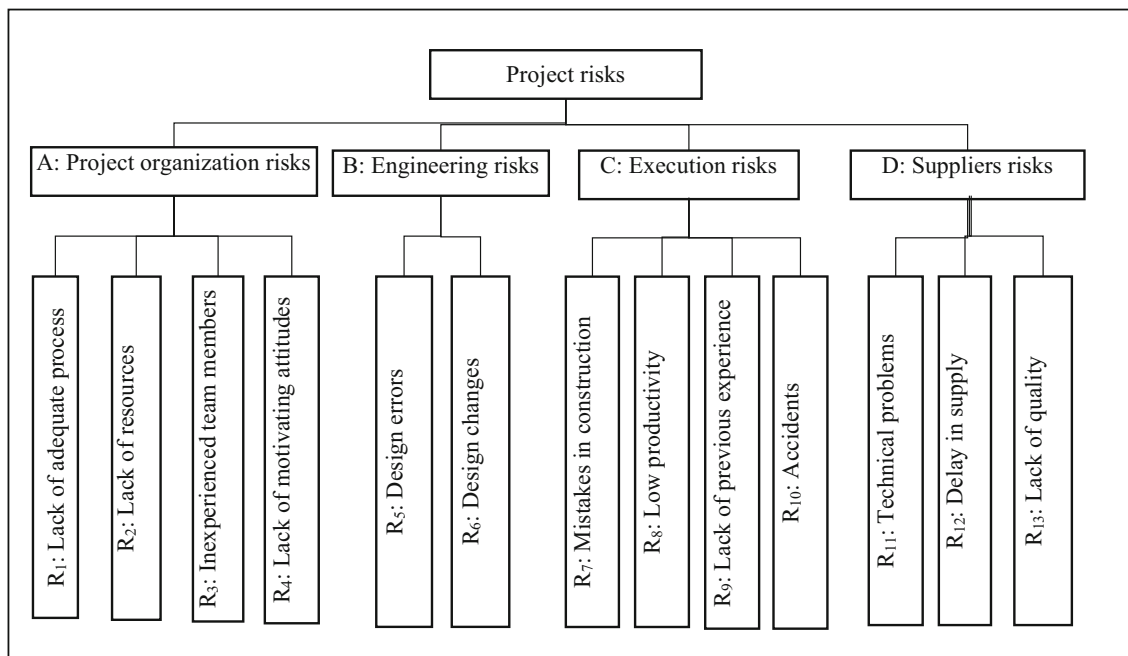 Project risks
A: Project organization risks
B: Engineering risks
C: Execution risks
D: Suppliers risks
R₁: Lack of adequate process
R₂: Lack of resources
R₃: Inexperienced team members
R₄: Lack of motivating attitudes
R₅: Design errors
R₆: Design changes
R₇: Mistakes in construction
R₈: Low productivity
R₉: Lack of previous experience
R₁₀: Accidents
R₁₁: Technical problems
R₁₂: Delay in supply
R₁₃: Lack of quality